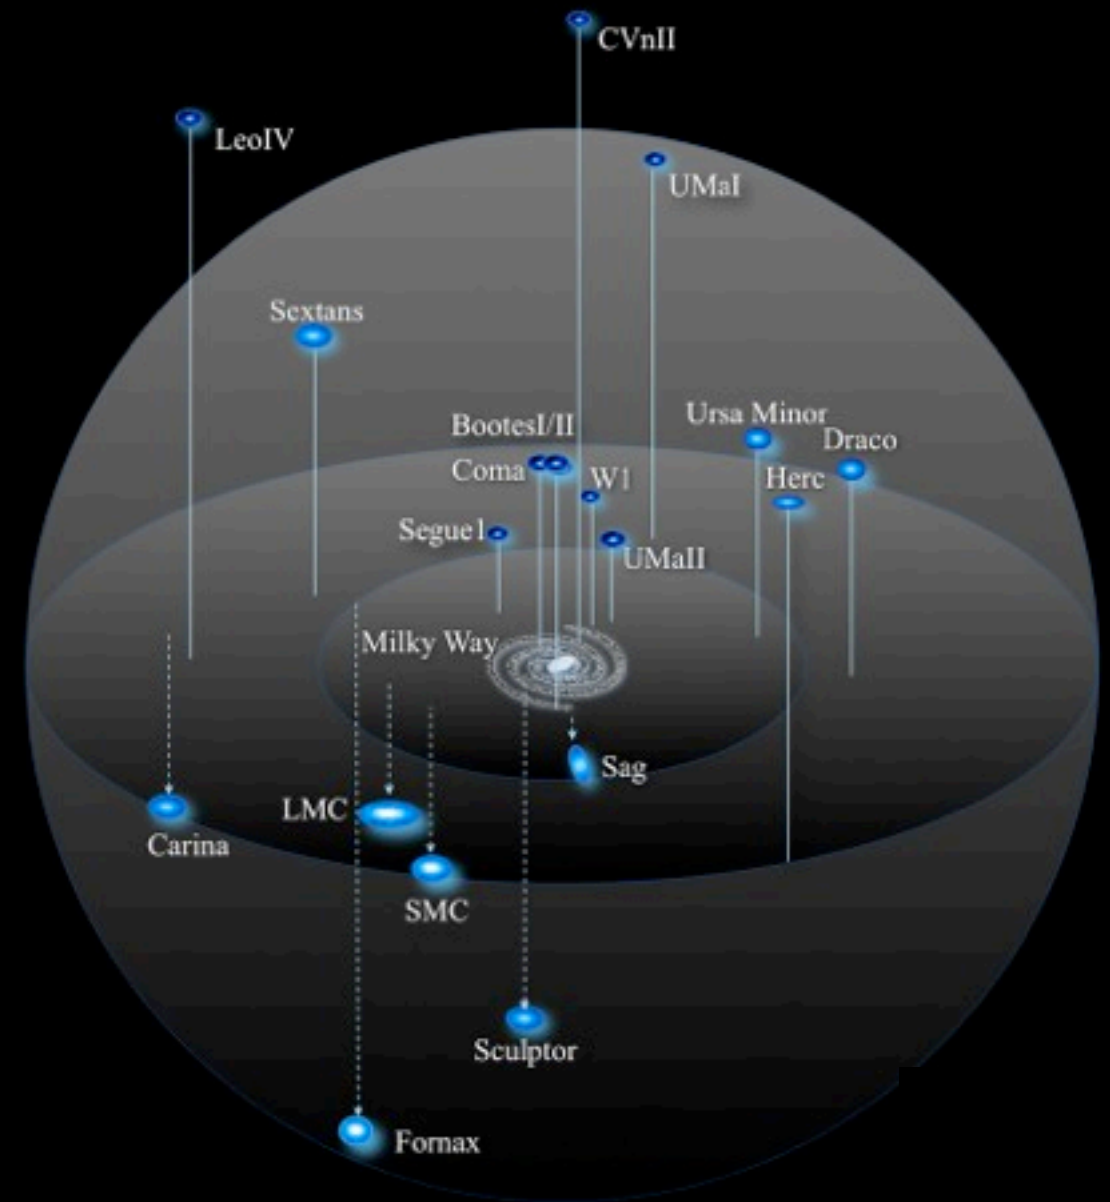 CVnII
LeoIV
UMaI
Sextans
Ursa Minor
BootesI/II
Draco
Coma
W1
Herc
Segue1
UMaII
Milky Way
Sag
LMC
Carina
SMC
Sculptor
Fornax